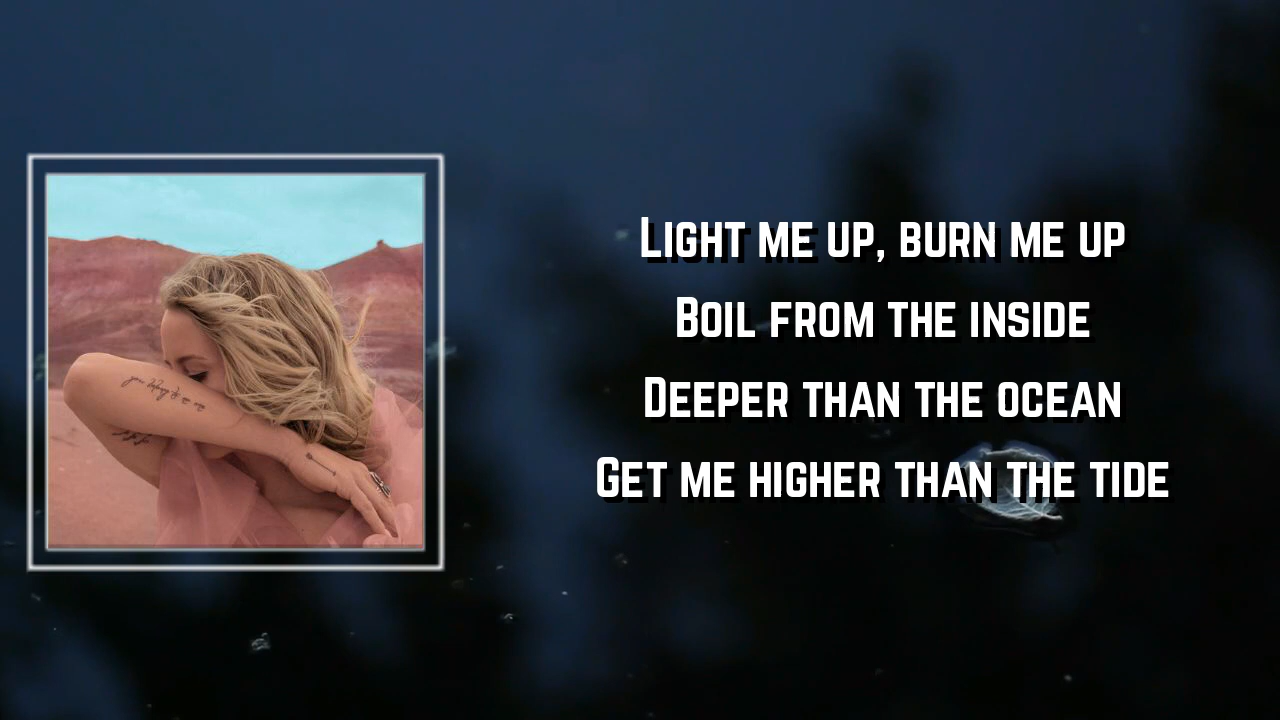 Light me up, burn me up
Boil from the inside
Deeper than the ocean
Get me higher than the tide